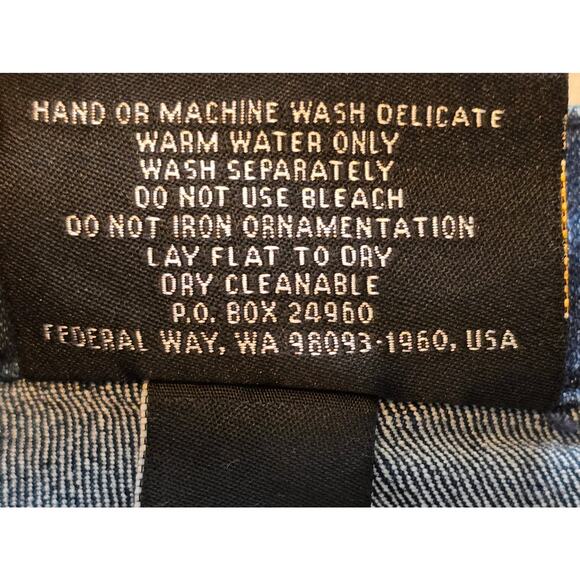 HAND OR MACHINE WASH DELICATE
WARM WATER ONLY
WASH SEPARATELY
DO NOT USE BLEACH
DO NOT IRON ORNAMENTATION
LAY FLAT TO DRY
DRY CLEANABLE
P.O. BOX 24960
FEDERAL WAY, WA 98093-1960, USA